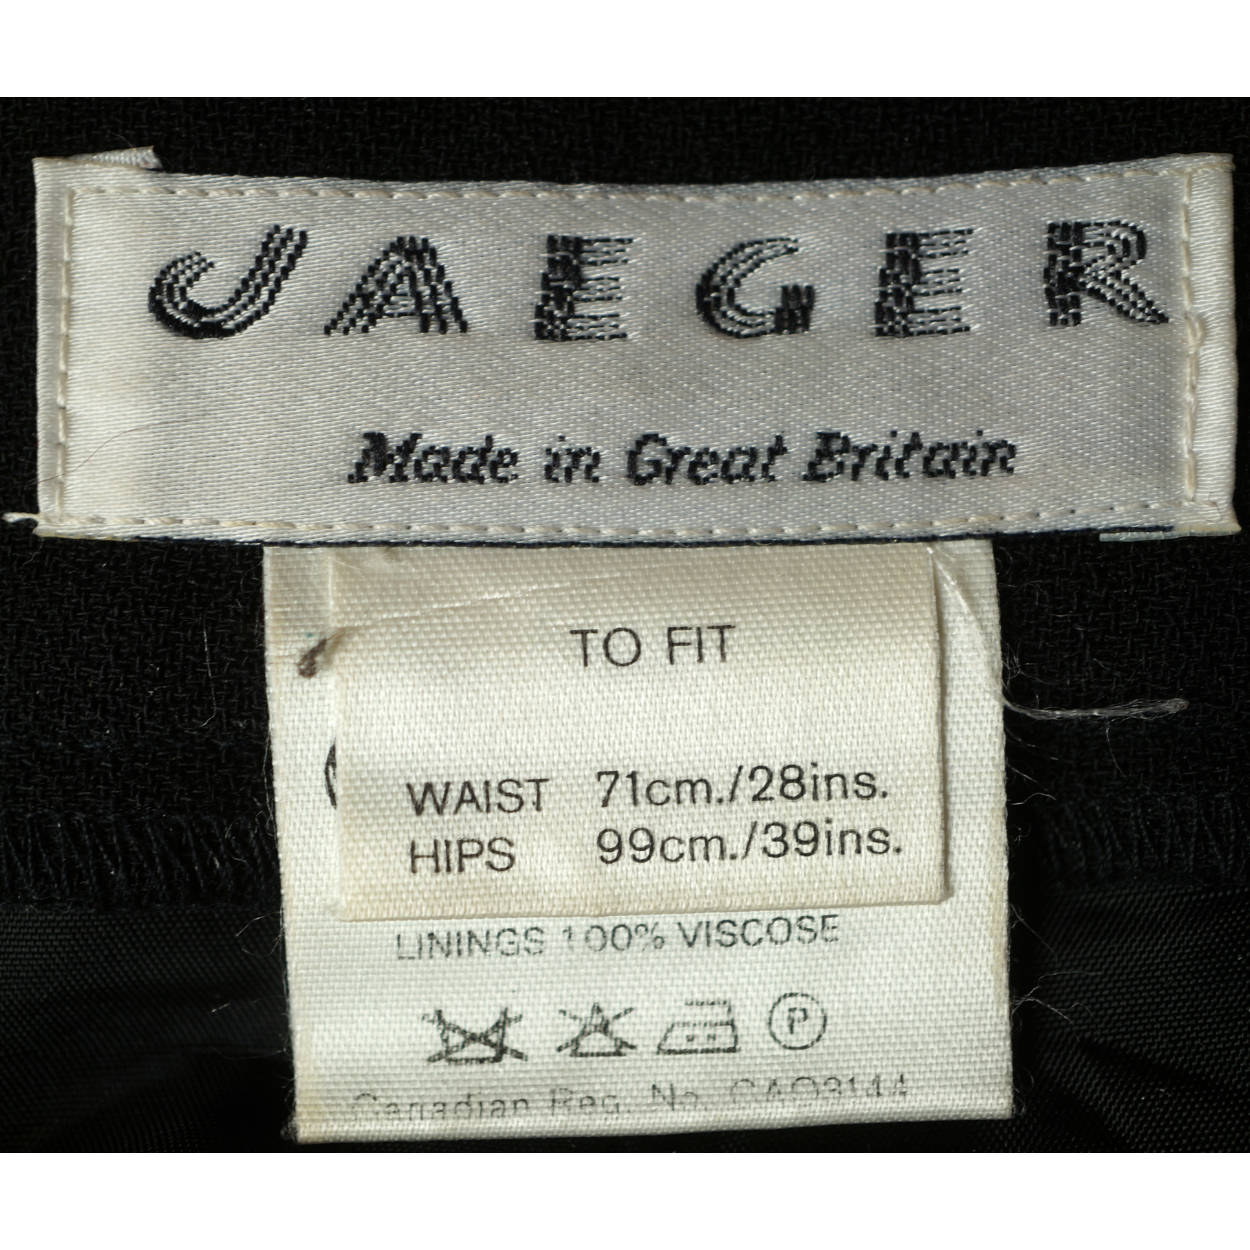 JAEGER
Made in Great Britain
TO FIT
WAIST 71cm./28ins.
HIPS 99cm./39ins.
LININGS 100% VISCOSE
P
Canadian Reg. No. CA03144